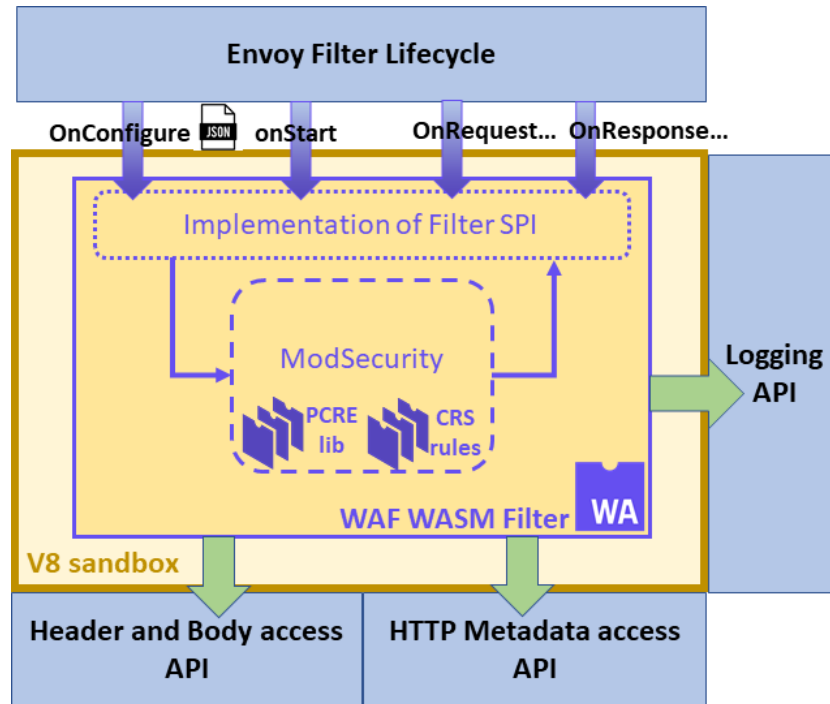 Envoy Filter Lifecycle
OnConfigure
JSON
onStart
OnRequest...
OnResponse...
Implementation of Filter SPI
ModSecurity
PCRE
lib
CRS
rules
WAF WASM Filter
WA
V8 sandbox
Logging
API
Header and Body access
API
HTTP Metadata access
API